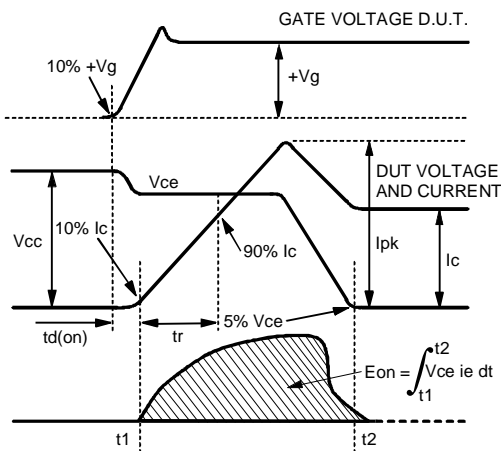 GATE VOLTAGE D.U.T.
10% +Vg
+Vg
Vce
DUT VOLTAGE
AND CURRENT
Vcc
10% Ic
90% Ic
Ipk
Ic
td(on)
tr
5% Vce
Eon = ∫ Vce ie dt
t2
t1
t1
t2